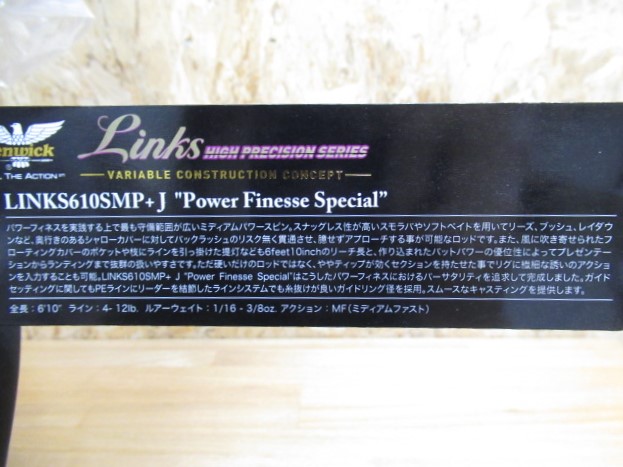 Links HIGH PRECISION SERIES
nwick
THE ACTION
VARIABLE CONSTRUCTION CONCEPT
LINKS610SMP+J "Power Finesse Special"
パワーフィネスを実践する上で最も守備範囲が広いミディアムパワースピン。スナッグレス性が高いスモラバやソフトベイトを用いてリーズ、ブッシュ、レイダウ
ンなど、奥行きのあるシャローカバーに対してバックラッシュのリスク無く貫通させ、臆せずアプローチする事が可能なロッドです。また、風に吹き寄せられたフ
ローティングカバーのポケットや枝にラインを引っ掛けた提灯なども6feet10inchのリーチ長と、作り込まれたバットパワーの優位性によってプレゼンテ
ーションからランディングまで抜群の扱いやすさです。ただ硬いだけのロッドではなく、ややティップが効くセクションを持たせた事でリグに繊細な誘いのアクショ
ンを入力することも可能。LINKS610SMP+ J "Power Finesse Special"はこうしたパワーフィネスにおけるバーサタリティを追求して完成しました。ガイド
セッティングに関してもPEラインにリーダーを結節したラインシステムでも糸抜けが良いガイドリング径を採用。スムースなキャスティングを提供します。
全長：6'10" ライン：4- 12lb. ルアーウェイト：1/16 - 3/8oz. アクション：MF(ミディアムファスト)